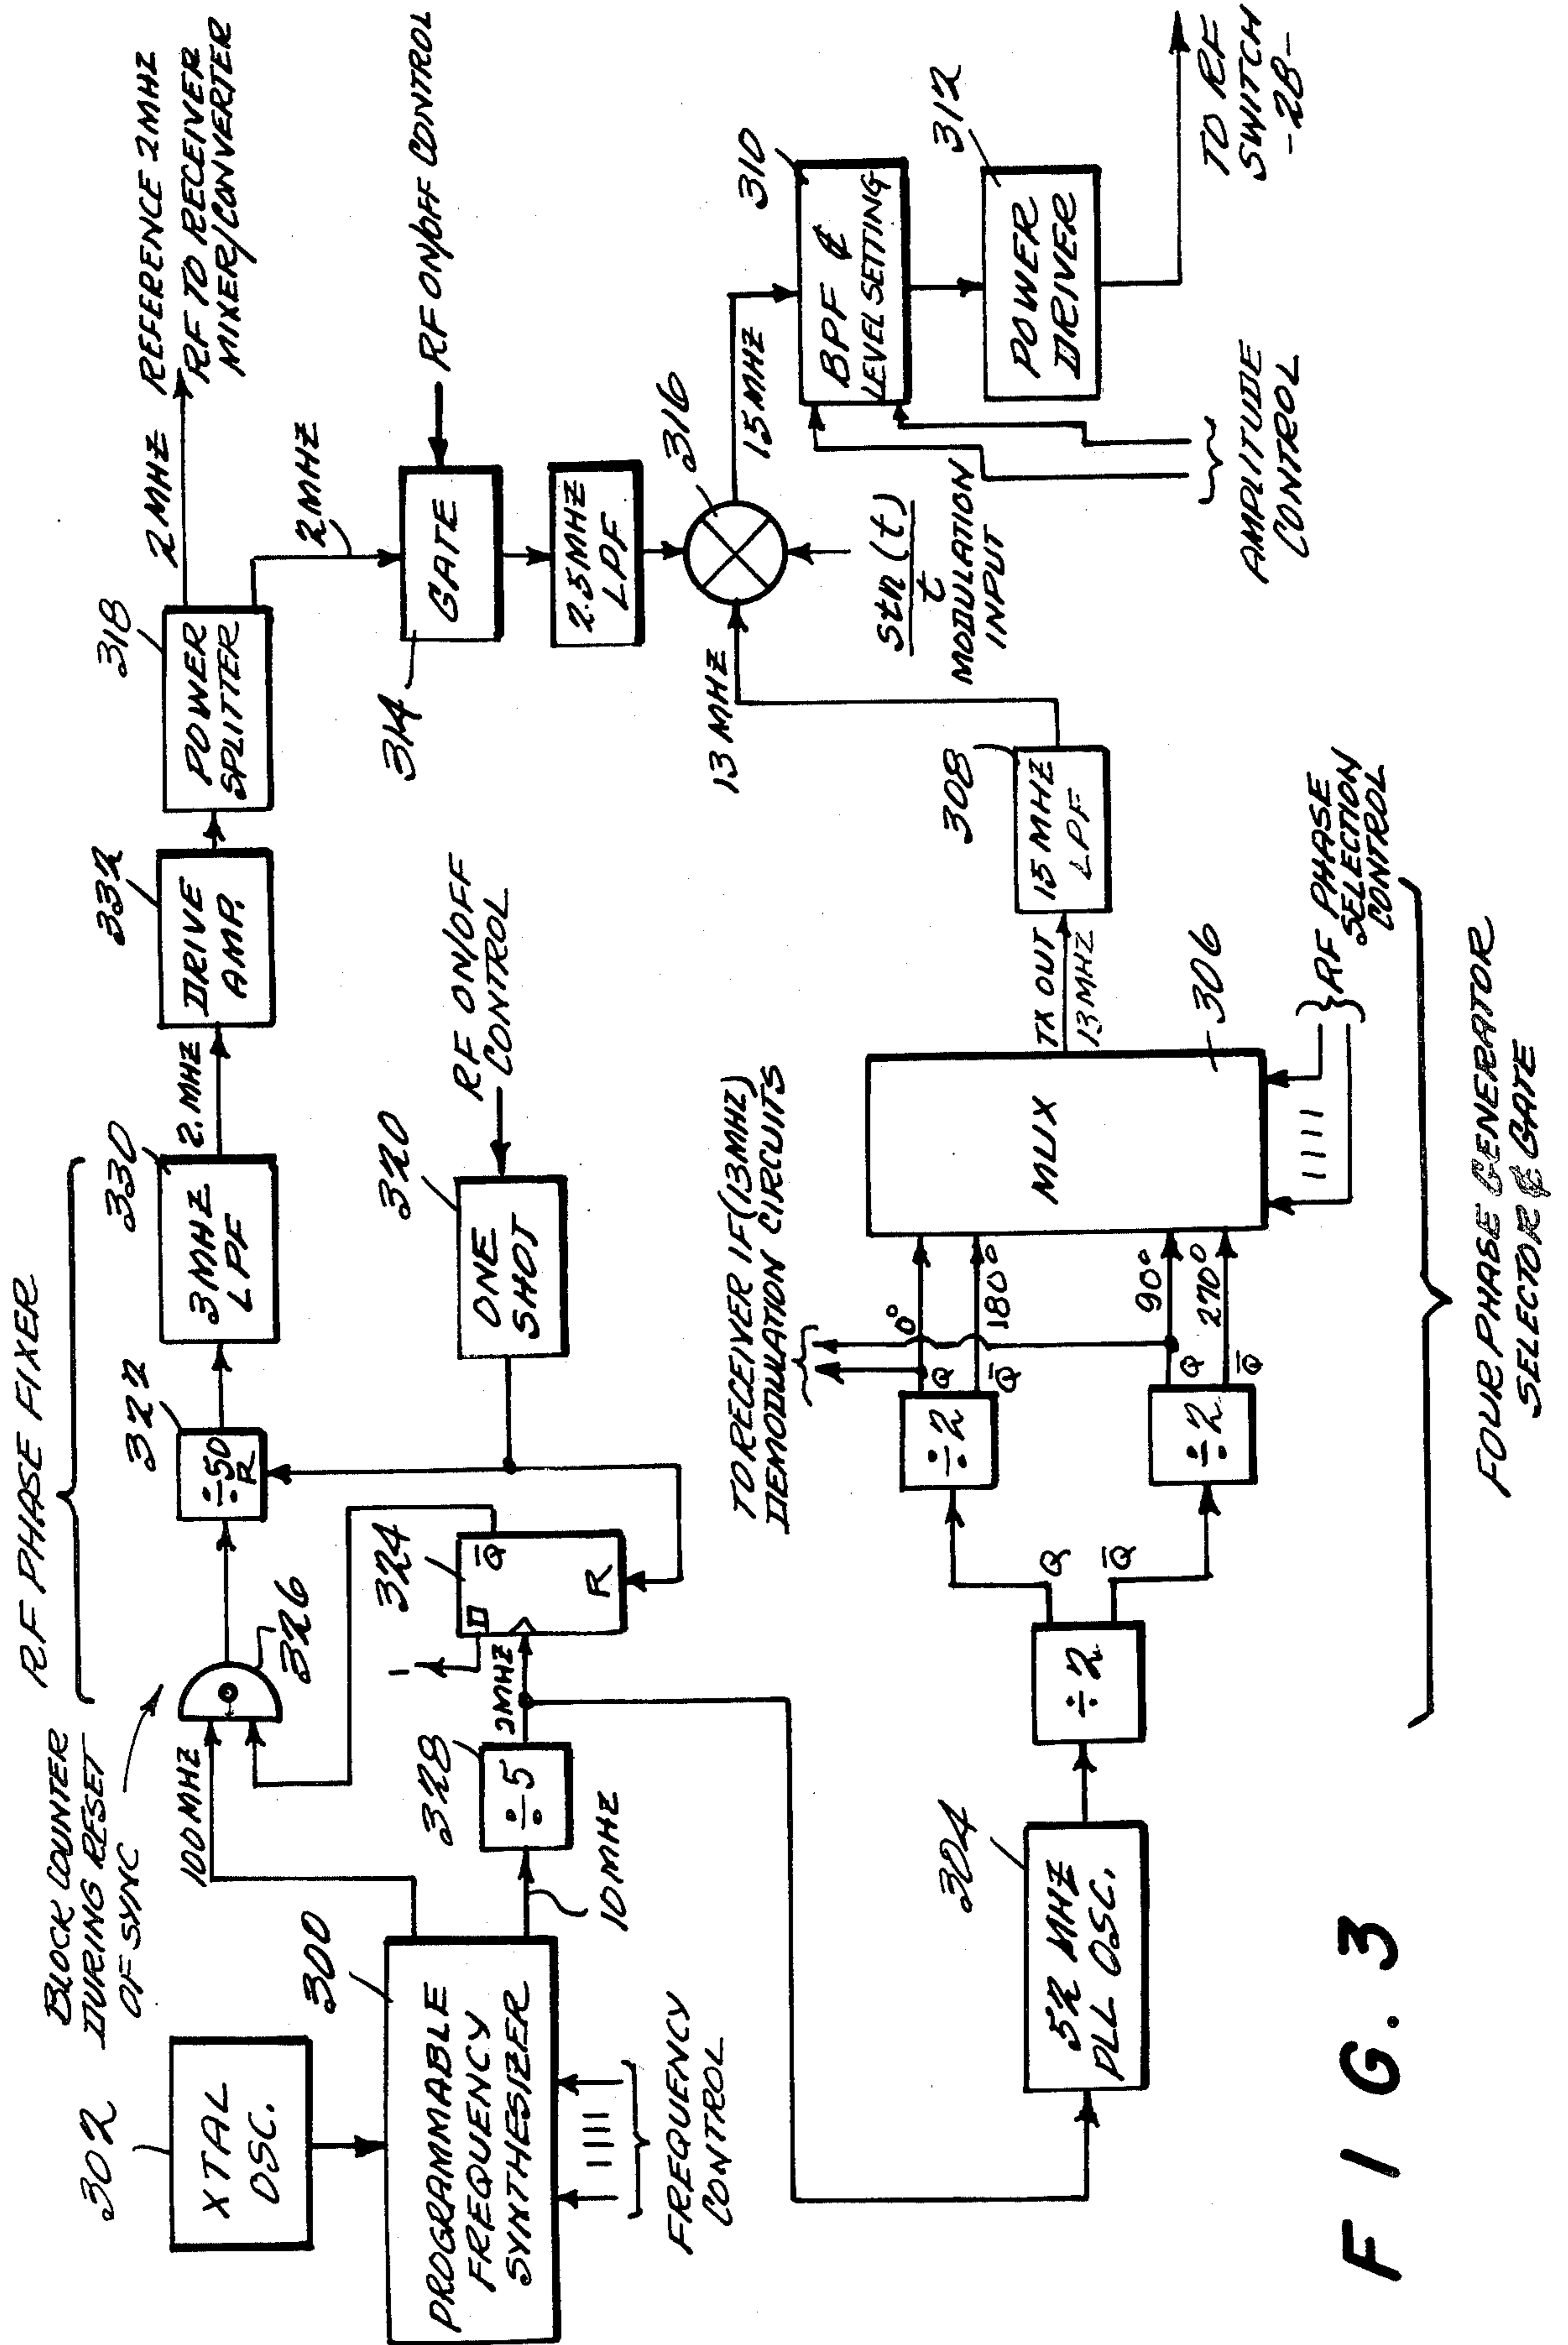 RF PHASE FIXER
BLOCK COUNTER
DURING RESET
OF SYNC
302
XTAL
OSC.
300
PROGRAMMABLE
FREQUENCY
SYNTHESIZER
FREQUENCY
CONTROL
100MHZ
10MHZ
326
328
÷5
2MHZ
1
324
D
Q̅
R
322
÷50
R
330
3MHZ
LPF
2.MHZ
332
DRIVE
AMP.
318
POWER
SPLITTER
2MHZ
REFERENCE 2MHZ
RF TO RECEIVER
MIXER/CONVERTER
320
ONE
SHOT
RF ON/OFF
CONTROL
2MHZ
314
GATE
RF ON/OFF CONTROL
2.5MHZ
LPF
316
13 MHZ
15 MHZ
Sin (t)
t
MODULATION
INPUT
310
BPF &
LEVEL SETTING
312
POWER
DRIVER
AMPLITUDE
CONTROL
TO RF
SWITCH
-28-
304
52 MHZ
PLL OSC.
÷2
Q
Q̅
÷2
Q
Q̅
÷2
Q
Q̅
0°
180°
90°
270°
TO RECEIVER IF (13MHZ)
DEMODULATION CIRCUITS
MUX
306
TX OUT
13 MHZ
308
15 MHZ
LPF
RF PHASE
SELECTION
CONTROL
FOUR PHASE GENERATOR
SELECTOR & GATE
FIG. 3